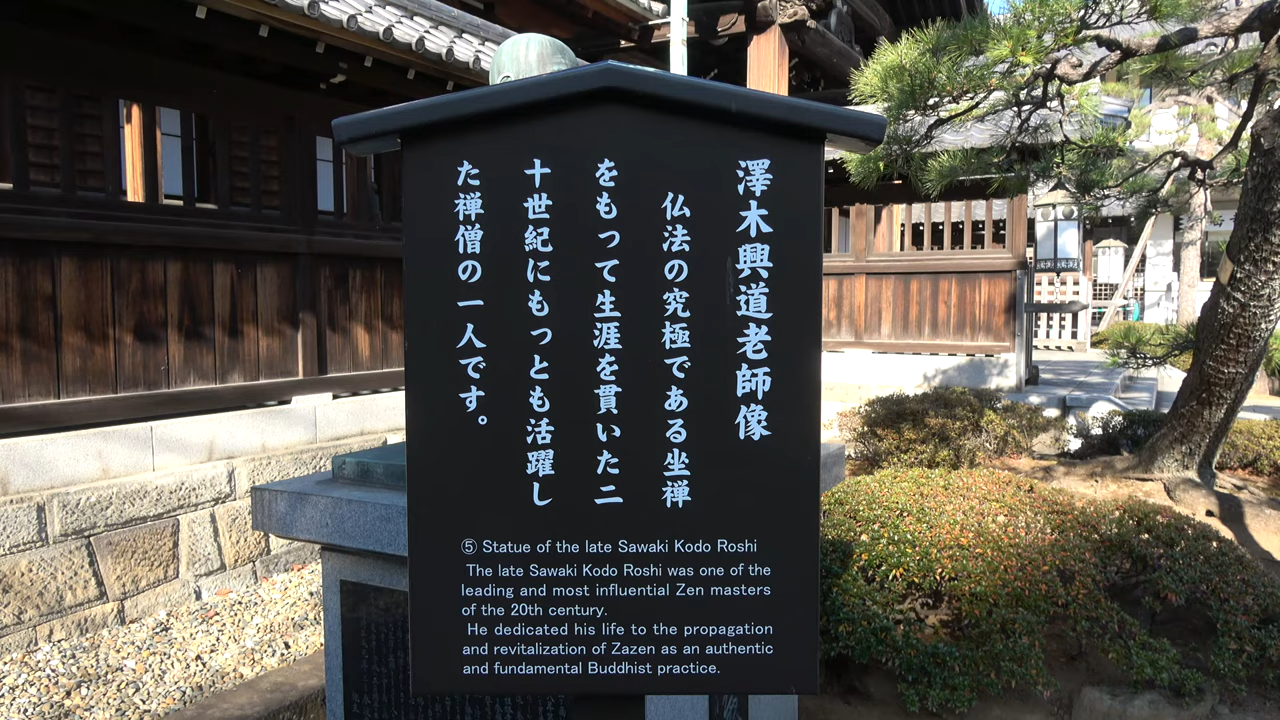 澤木興道老師像
仏法の究極である坐禅
をもって生涯を貫いた二
十世紀にもっとも活躍し
た禅僧の一人です。
⑤ Statue of the late Sawaki Kodo Roshi
The late Sawaki Kodo Roshi was one of the
leading and most influential Zen masters
of the 20th century.
He dedicated his life to the propagation
and revitalization of Zazen as an authentic
and fundamental Buddhist practice.